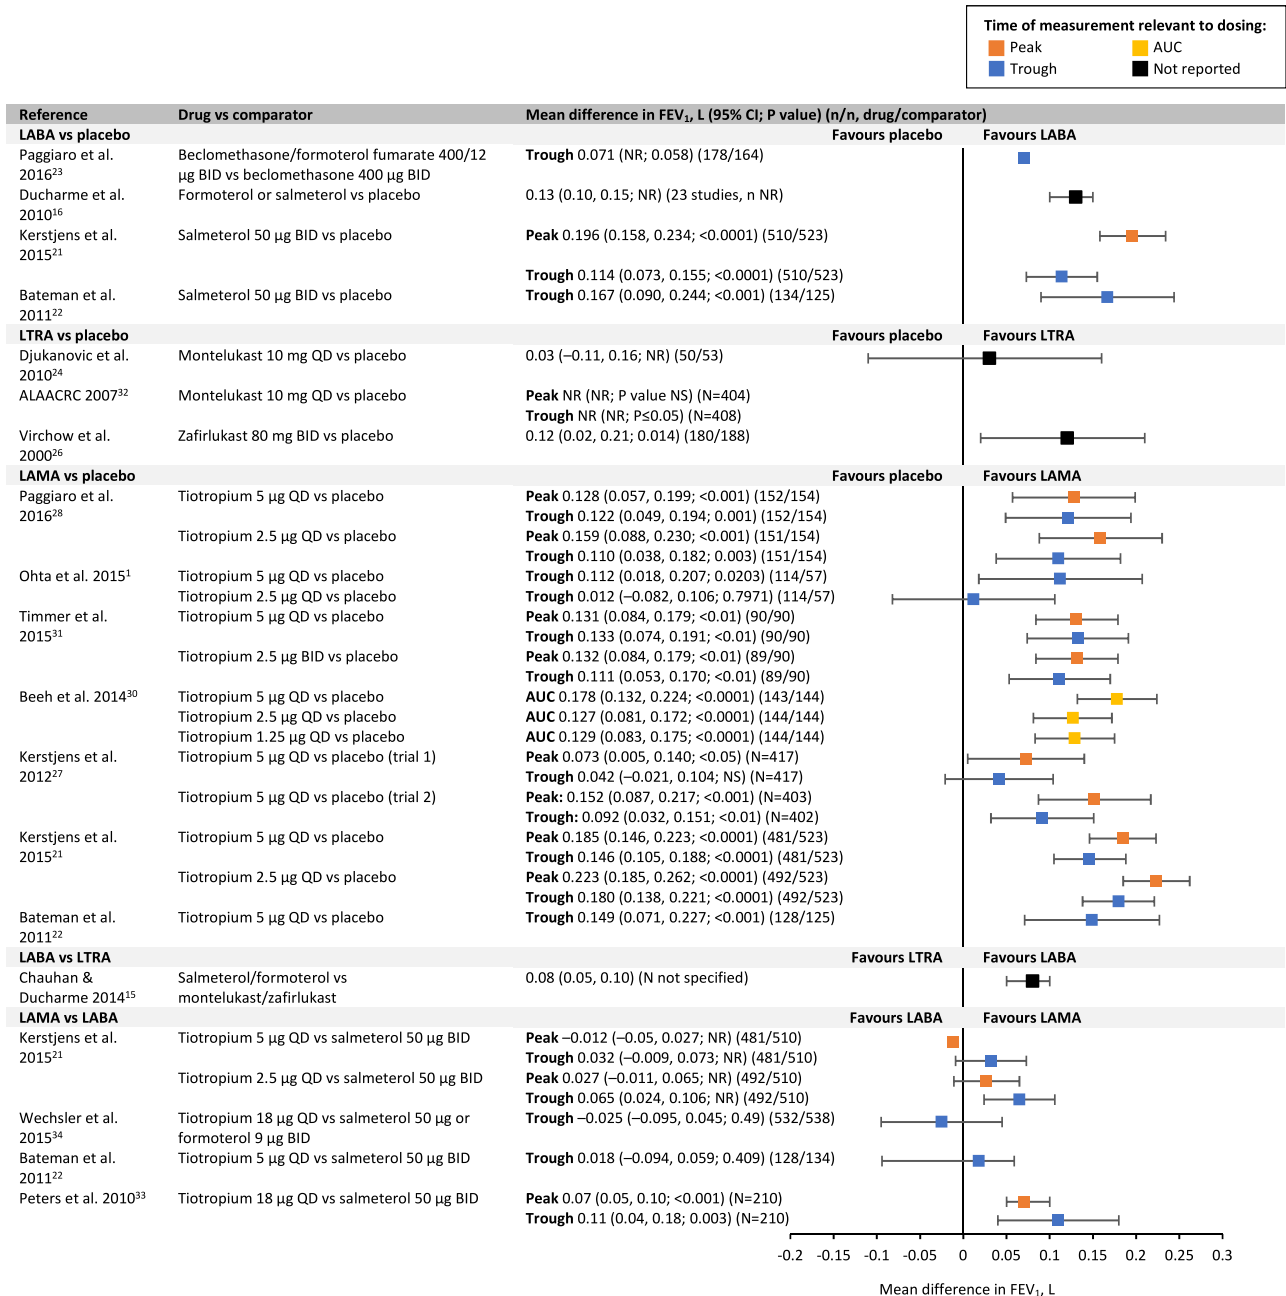 Time of measurement relevant to dosing:
Peak AUC
Trough Not reported
Reference Drug vs comparator Mean difference in FEV₁, L (95% CI; P value) (n/n, drug/comparator)
LABA vs placebo Favours placebo Favours LABA
Paggiaro et al. Beclomethasone/formoterol fumarate 400/12 Trough 0.071 (NR; 0.058) (178/164)
2016²³ µg BID vs beclomethasone 400 µg BID
Ducharme et al. Formoterol or salmeterol vs placebo 0.13 (0.10, 0.15; NR) (23 studies, n NR)
2010¹⁶
Kerstjens et al. Salmeterol 50 µg BID vs placebo Peak 0.196 (0.158, 0.234; <0.0001) (510/523)
2015²¹
Trough 0.114 (0.073, 0.155; <0.0001) (510/523)
Bateman et al. Salmeterol 50 µg BID vs placebo Trough 0.167 (0.090, 0.244; <0.001) (134/125)
2011²²
LTRA vs placebo Favours placebo Favours LTRA
Djukanovic et al. Montelukast 10 mg QD vs placebo 0.03 (–0.11, 0.16; NR) (50/53)
2010²⁴
ALAACRC 2007³² Montelukast 10 mg QD vs placebo Peak NR (NR; P value NS) (N=404)
Trough NR (NR; P≤0.05) (N=408)
Virchow et al. Zafirlukast 80 mg BID vs placebo 0.12 (0.02, 0.21; 0.014) (180/188)
2000²⁶
LAMA vs placebo Favours placebo Favours LAMA
Paggiaro et al. Tiotropium 5 µg QD vs placebo Peak 0.128 (0.057, 0.199; <0.001) (152/154)
2016²⁸ Trough 0.122 (0.049, 0.194; 0.001) (152/154)
Tiotropium 2.5 µg QD vs placebo Peak 0.159 (0.088, 0.230; <0.001) (151/154)
Trough 0.110 (0.038, 0.182; 0.003) (151/154)
Ohta et al. 2015¹ Tiotropium 5 µg QD vs placebo Trough 0.112 (0.018, 0.207; 0.0203) (114/57)
Tiotropium 2.5 µg QD vs placebo Trough 0.012 (–0.082, 0.106; 0.7971) (114/57)
Timmer et al. Tiotropium 5 µg QD vs placebo Peak 0.131 (0.084, 0.179; <0.01) (90/90)
2015³¹ Trough 0.133 (0.074, 0.191; <0.01) (90/90)
Tiotropium 2.5 µg BID vs placebo Peak 0.132 (0.084, 0.179; <0.01) (89/90)
Trough 0.111 (0.053, 0.170; <0.01) (89/90)
Beeh et al. 2014³⁰ Tiotropium 5 µg QD vs placebo AUC 0.178 (0.132, 0.224; <0.0001) (143/144)
Tiotropium 2.5 µg QD vs placebo AUC 0.127 (0.081, 0.172; <0.0001) (144/144)
Tiotropium 1.25 µg QD vs placebo AUC 0.129 (0.083, 0.175; <0.0001) (144/144)
Kerstjens et al. Tiotropium 5 µg QD vs placebo (trial 1) Peak 0.073 (0.005, 0.140; <0.05) (N=417)
2012²⁷ Trough 0.042 (–0.021, 0.104; NS) (N=417)
Tiotropium 5 µg QD vs placebo (trial 2) Peak: 0.152 (0.087, 0.217; <0.001) (N=403)
Trough: 0.092 (0.032, 0.151; <0.01) (N=402)
Kerstjens et al. Tiotropium 5 µg QD vs placebo Peak 0.185 (0.146, 0.223; <0.0001) (481/523)
2015²¹ Trough 0.146 (0.105, 0.188; <0.0001) (481/523)
Tiotropium 2.5 µg QD vs placebo Peak 0.223 (0.185, 0.262; <0.0001) (492/523)
Trough 0.180 (0.138, 0.221; <0.0001) (492/523)
Bateman et al. Tiotropium 5 µg QD vs placebo Trough 0.149 (0.071, 0.227; <0.001) (128/125)
2011²²
LABA vs LTRA Favours LTRA Favours LABA
Chauhan & Salmeterol/formoterol vs 0.08 (0.05, 0.10) (N not specified)
Ducharme 2014¹⁵ montelukast/zafirlukast
LAMA vs LABA Favours LABA Favours LAMA
Kerstjens et al. Tiotropium 5 µg QD vs salmeterol 50 µg BID Peak –0.012 (–0.05, 0.027; NR) (481/510)
2015²¹ Trough 0.032 (–0.009, 0.073; NR) (481/510)
Tiotropium 2.5 µg QD vs salmeterol 50 µg BID Peak 0.027 (–0.011, 0.065; NR) (492/510)
Trough 0.065 (0.024, 0.106; NR) (492/510)
Wechsler et al. Tiotropium 18 µg QD vs salmeterol 50 µg or Trough –0.025 (–0.095, 0.045; 0.49) (532/538)
2015³⁴ formoterol 9 µg BID
Bateman et al. Tiotropium 5 µg QD vs salmeterol 50 µg BID Trough 0.018 (–0.094, 0.059; 0.409) (128/134)
2011²²
Peters et al. 2010³³ Tiotropium 18 µg QD vs salmeterol 50 µg BID Peak 0.07 (0.05, 0.10; <0.001) (N=210)
Trough 0.11 (0.04, 0.18; 0.003) (N=210)
-0.2 -0.15 -0.1 -0.05 0 0.05 0.1 0.15 0.2 0.25 0.3
Mean difference in FEV₁, L